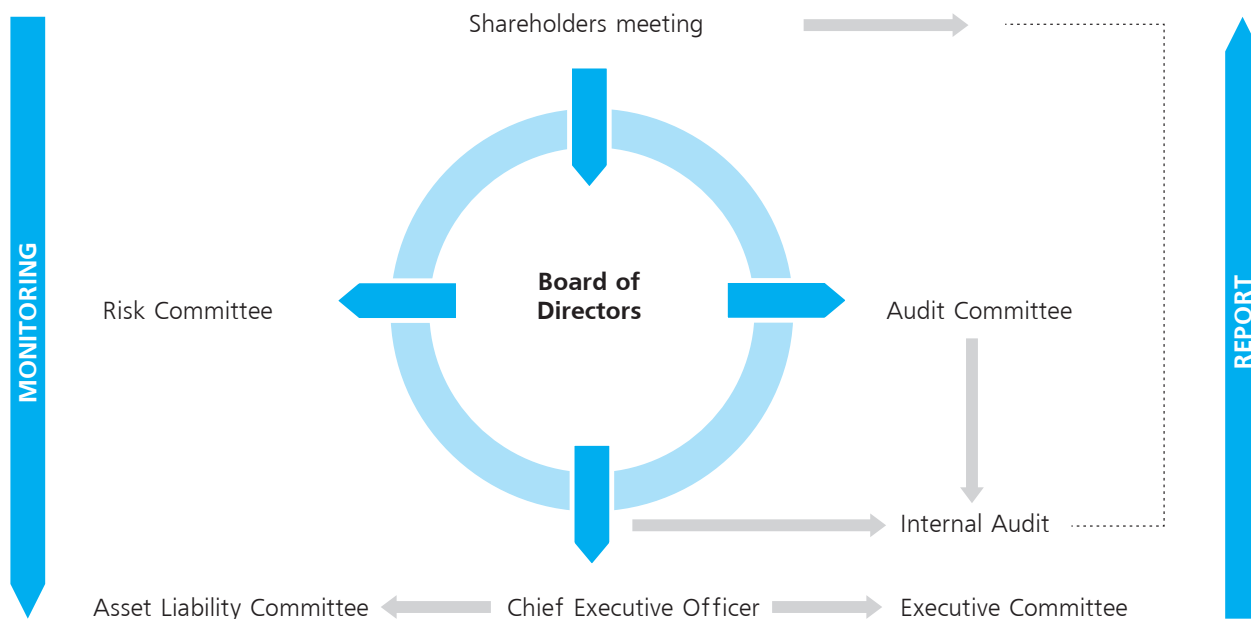 Shareholders meeting
MONITORING
Board of
Directors
Risk Committee
Audit Committee
REPORT
Internal Audit
Asset Liability Committee
Chief Executive Officer
Executive Committee